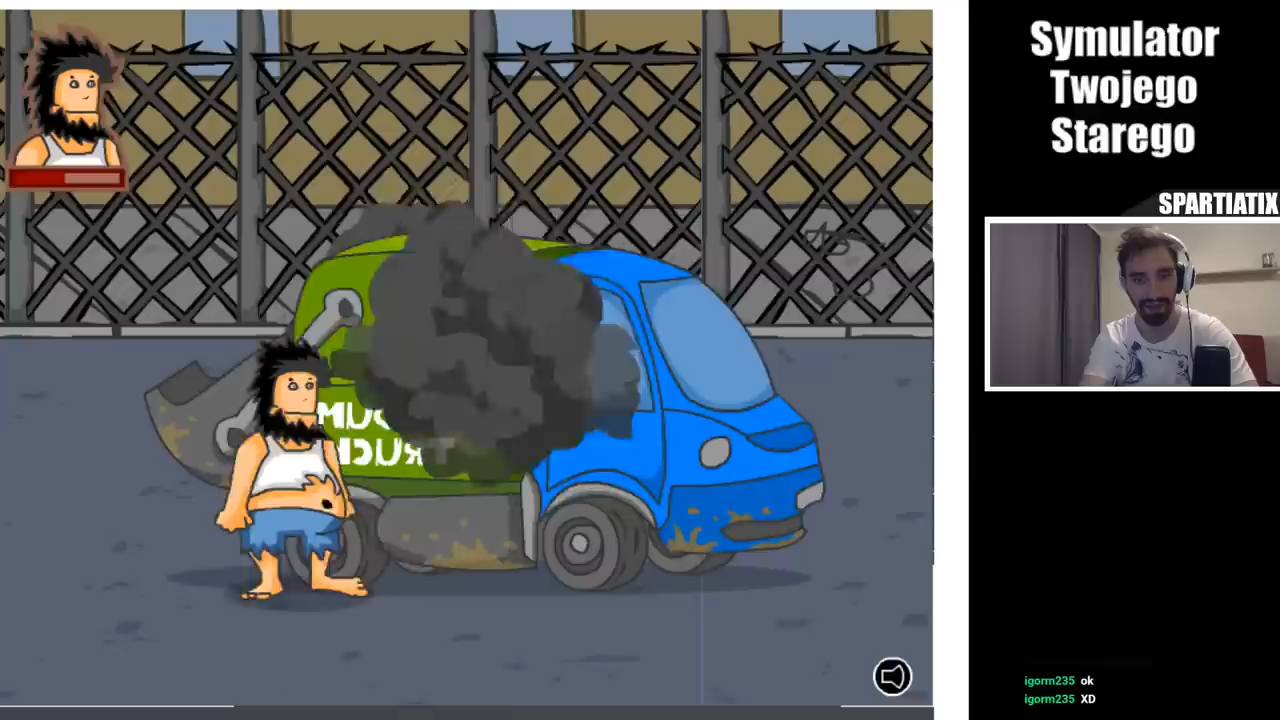 Symulator
Twojego
Starego
SPARTIATIX
igorm235 ok
igorm235 XD